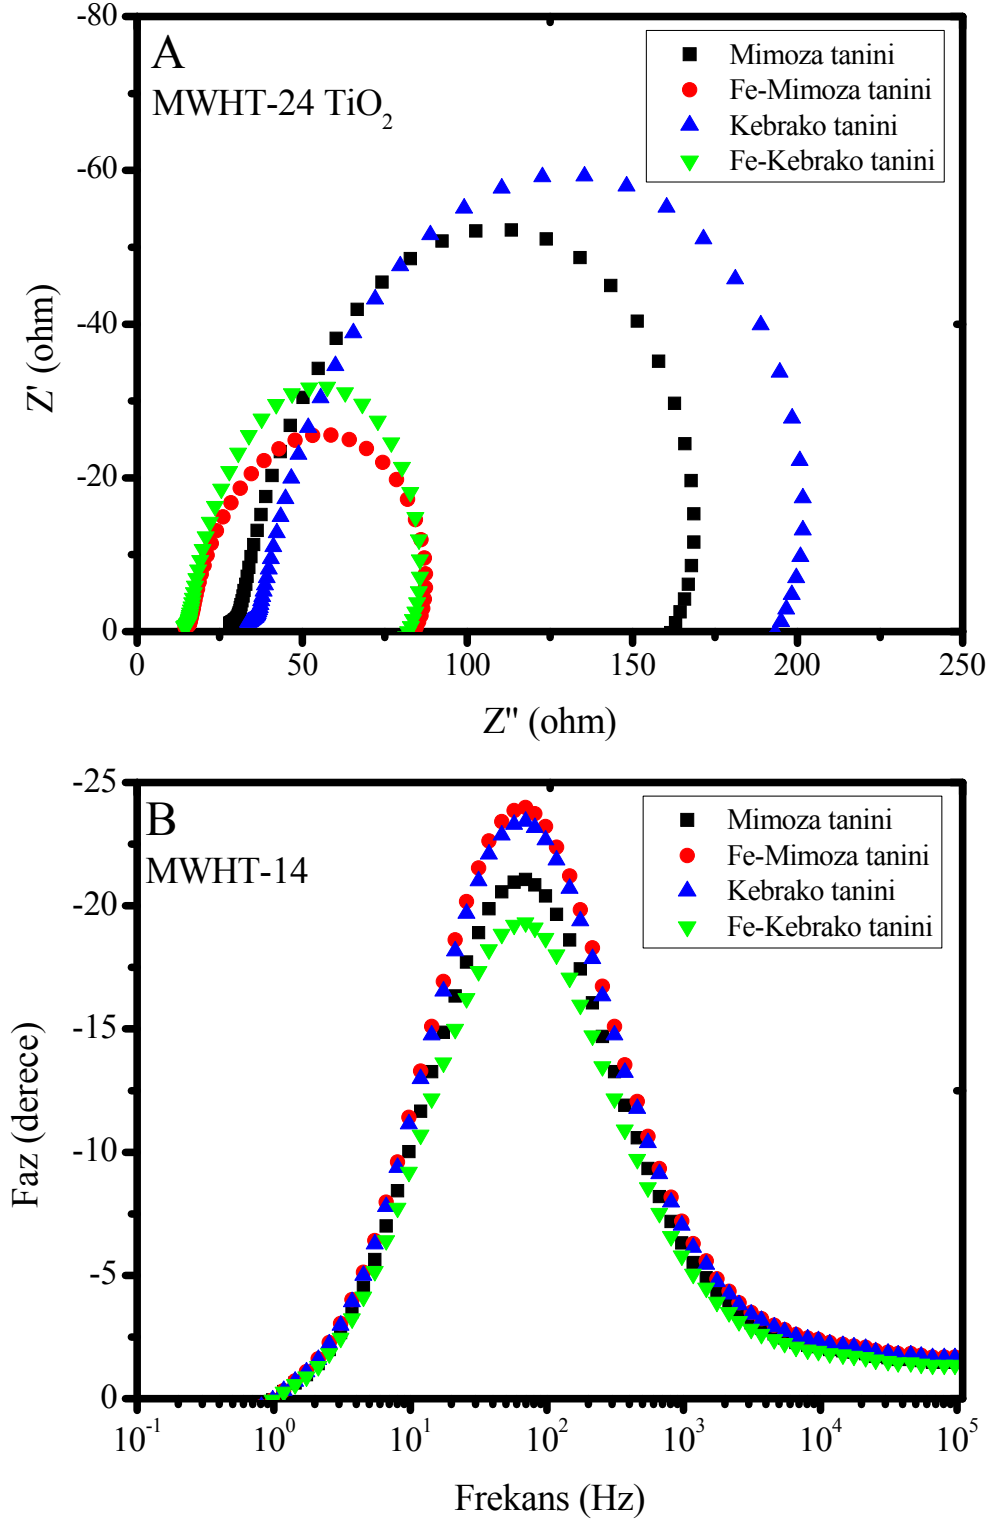 A
MWHT-24 TiO₂
Mimoza tanini
Fe-Mimoza tanini
Kebrako tanini
Fe-Kebrako tanini
-80
-60
-40
-20
0
Z' (ohm)
0 50 100 150 200 250
Z'' (ohm)
B
MWHT-14
Mimoza tanini
Fe-Mimoza tanini
Kebrako tanini
Fe-Kebrako tanini
-25
-20
-15
-10
-5
0
Faz (derece)
10⁻¹ 10⁰ 10¹ 10² 10³ 10⁴ 10⁵
Frekans (Hz)